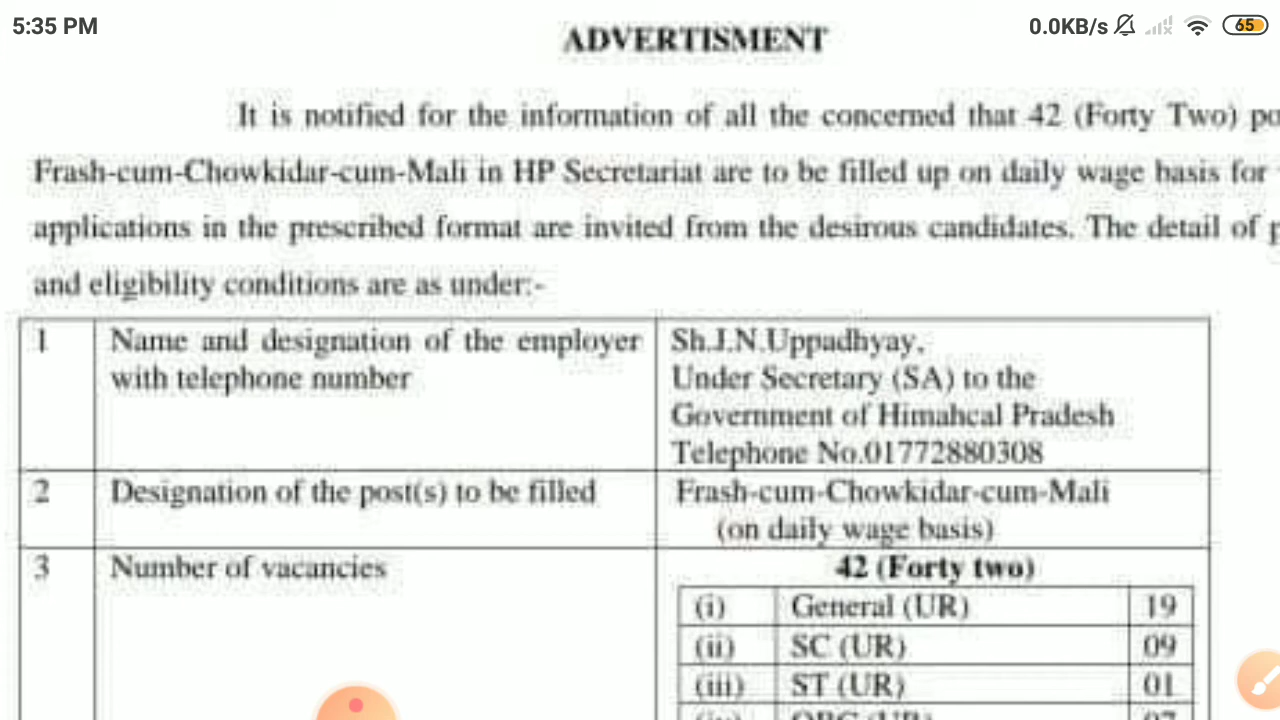 5:35 PM
0.0KB/s
65
ADVERTISMENT
It is notified for the information of all the concerned that 42 (Forty Two)
Frash-cum-Chowkidar-cum-Mali in HP Secretariat are to be filled up on daily wage basis for
applications in the prescribed format are invited from the desirous candidates. The detail of
and eligibility conditions are as under:-
1 Name and designation of the employer with telephone number
Sh.J.N.Uppadhyay,
Under Secretary (SA) to the
Government of Himahcal Pradesh
Telephone No.01772880308
2 Designation of the post(s) to be filled
Frash-cum-Chowkidar-cum-Mali
(on daily wage basis)
3 Number of vacancies
42 (Forty two)
(i) General (UR) 19
(ii) SC (UR) 09
(iii) ST (UR) 01